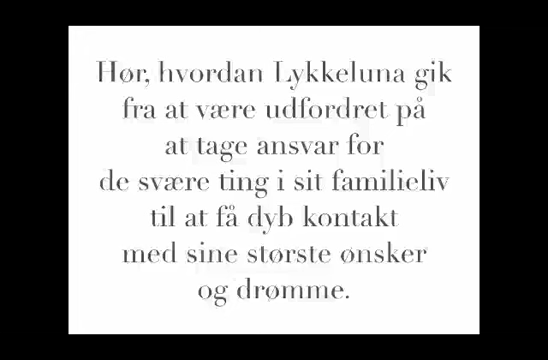 Hør, hvordan Lykkeluna gik
fra at være udfordret på
at tage ansvar for
de svære ting i sit familieliv
til at få dyb kontakt
med sine største ønsker
og drømme.